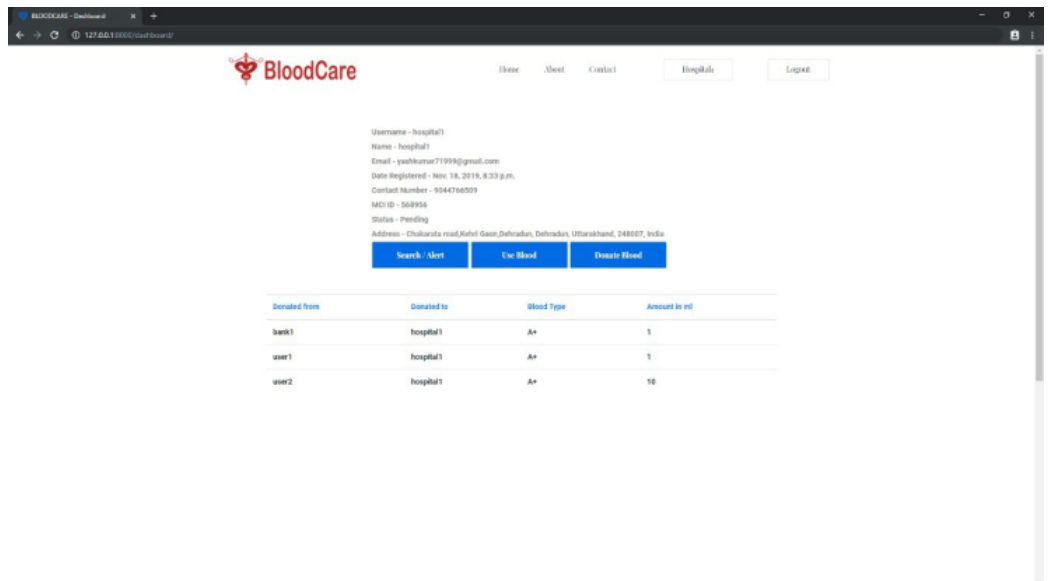 BLOODCARE - Dashboard
127.0.0.1:8000/dashboard/
BloodCare
Home About Contact Hospitals Logout
Username - hospital1
Name - hospital1
Email - yashkumar71999@gmail.com
Date Registered - Nov. 18, 2019, 8:33 p.m.
Contact Number - 9044766509
MCI ID - 568956
Status - Pending
Address - Chakarata road,Kehri Gaon,Dehradun, Dehradun, Uttarakhand, 248007, India
Search / Alert Use Blood Donate Blood
Donated from Donated to Blood Type Amount in ml
bank1 hospital1 A+ 1
user1 hospital1 A+ 1
user2 hospital1 A+ 10